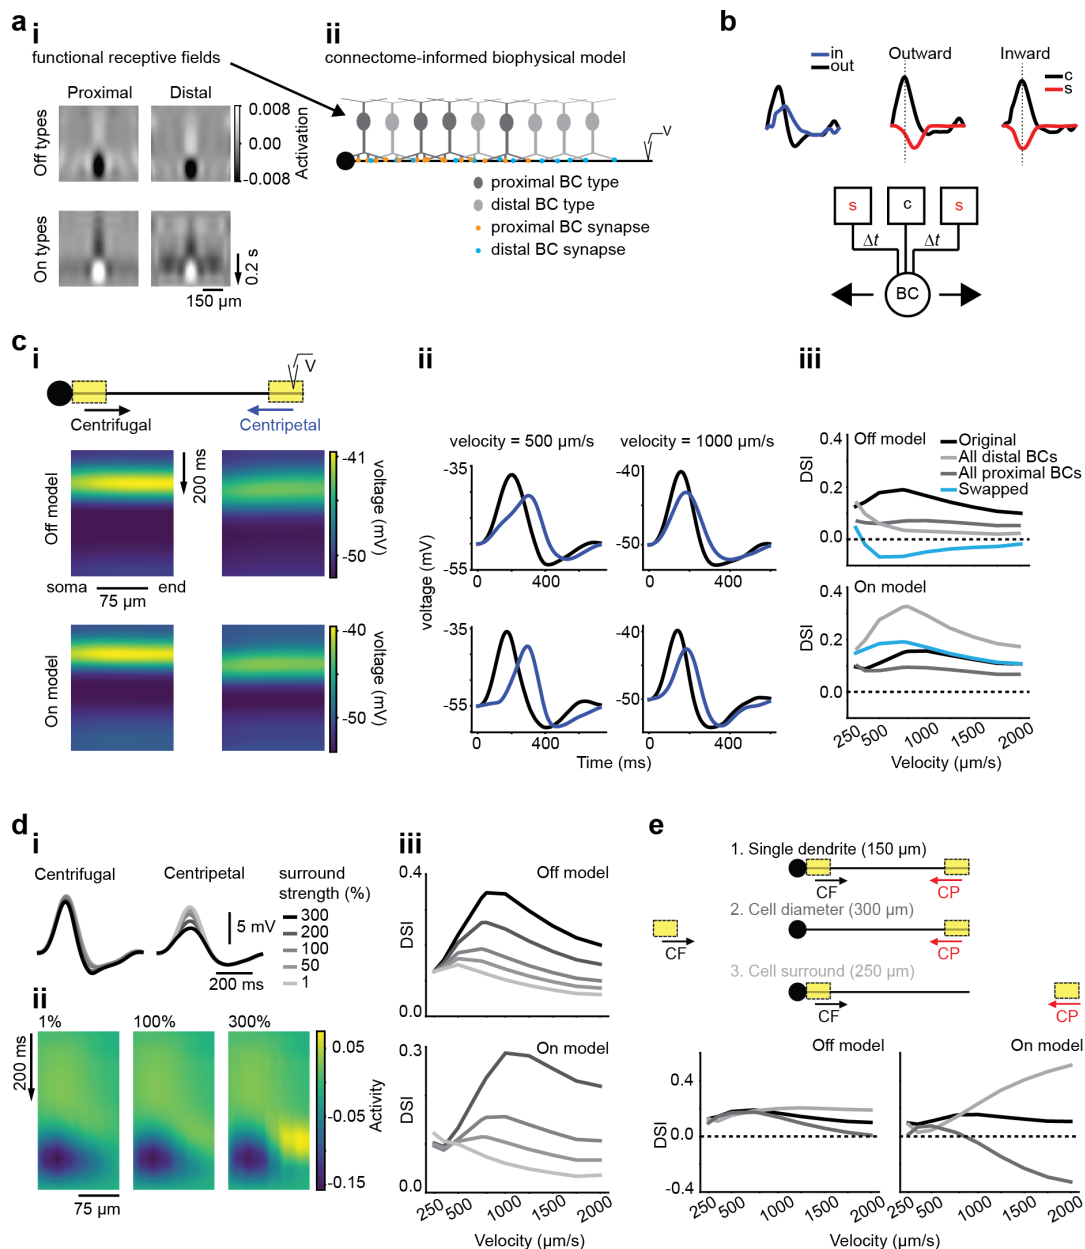 a
i
functional receptive fields
Proximal
Distal
Off types
On types
0.008
0.00
-0.008
Activation
0.2 s
150 µm
ii
connectome-informed biophysical model
V
proximal BC type
distal BC type
proximal BC synapse
distal BC synapse
b
in
out
Outward
Inward
c
s
s
c
s
Δt
Δt
BC
c
i
V
Centrifugal
Centripetal
Off model
200 ms
-41
-50
voltage (mV)
soma
end
75 µm
On model
-40
-50
voltage (mV)
ii
velocity = 500 µm/s
velocity = 1000 µm/s
-35
-55
0
400
-40
-50
0
400
voltage (mV)
-35
-55
0
400
-40
-50
0
400
Time (ms)
iii
0.4
0.2
0.0
DSI
Off model
Original
All distal BCs
All proximal BCs
Swapped
0.4
0.2
0.0
DSI
On model
250
500
1000
1500
2000
Velocity (µm/s)
d
i
Centrifugal
Centripetal
surround
strength (%)
300
200
100
50
1
5 mV
200 ms
ii
1%
100%
300%
200 ms
75 µm
0.05
-0.05
-0.15
Activity
iii
0.4
0.0
DSI
Off model
0.3
0.0
DSI
On model
250
500
1000
1500
2000
Velocity (µm/s)
e
1. Single dendrite (150 µm)
CF
CP
2. Cell diameter (300 µm)
CF
CP
3. Cell surround (250 µm)
CF
CP
Off model
On model
0.4
0.0
-0.4
DSI
250
500
1000
1500
2000
250
500
1000
1500
2000
Velocity (µm/s)